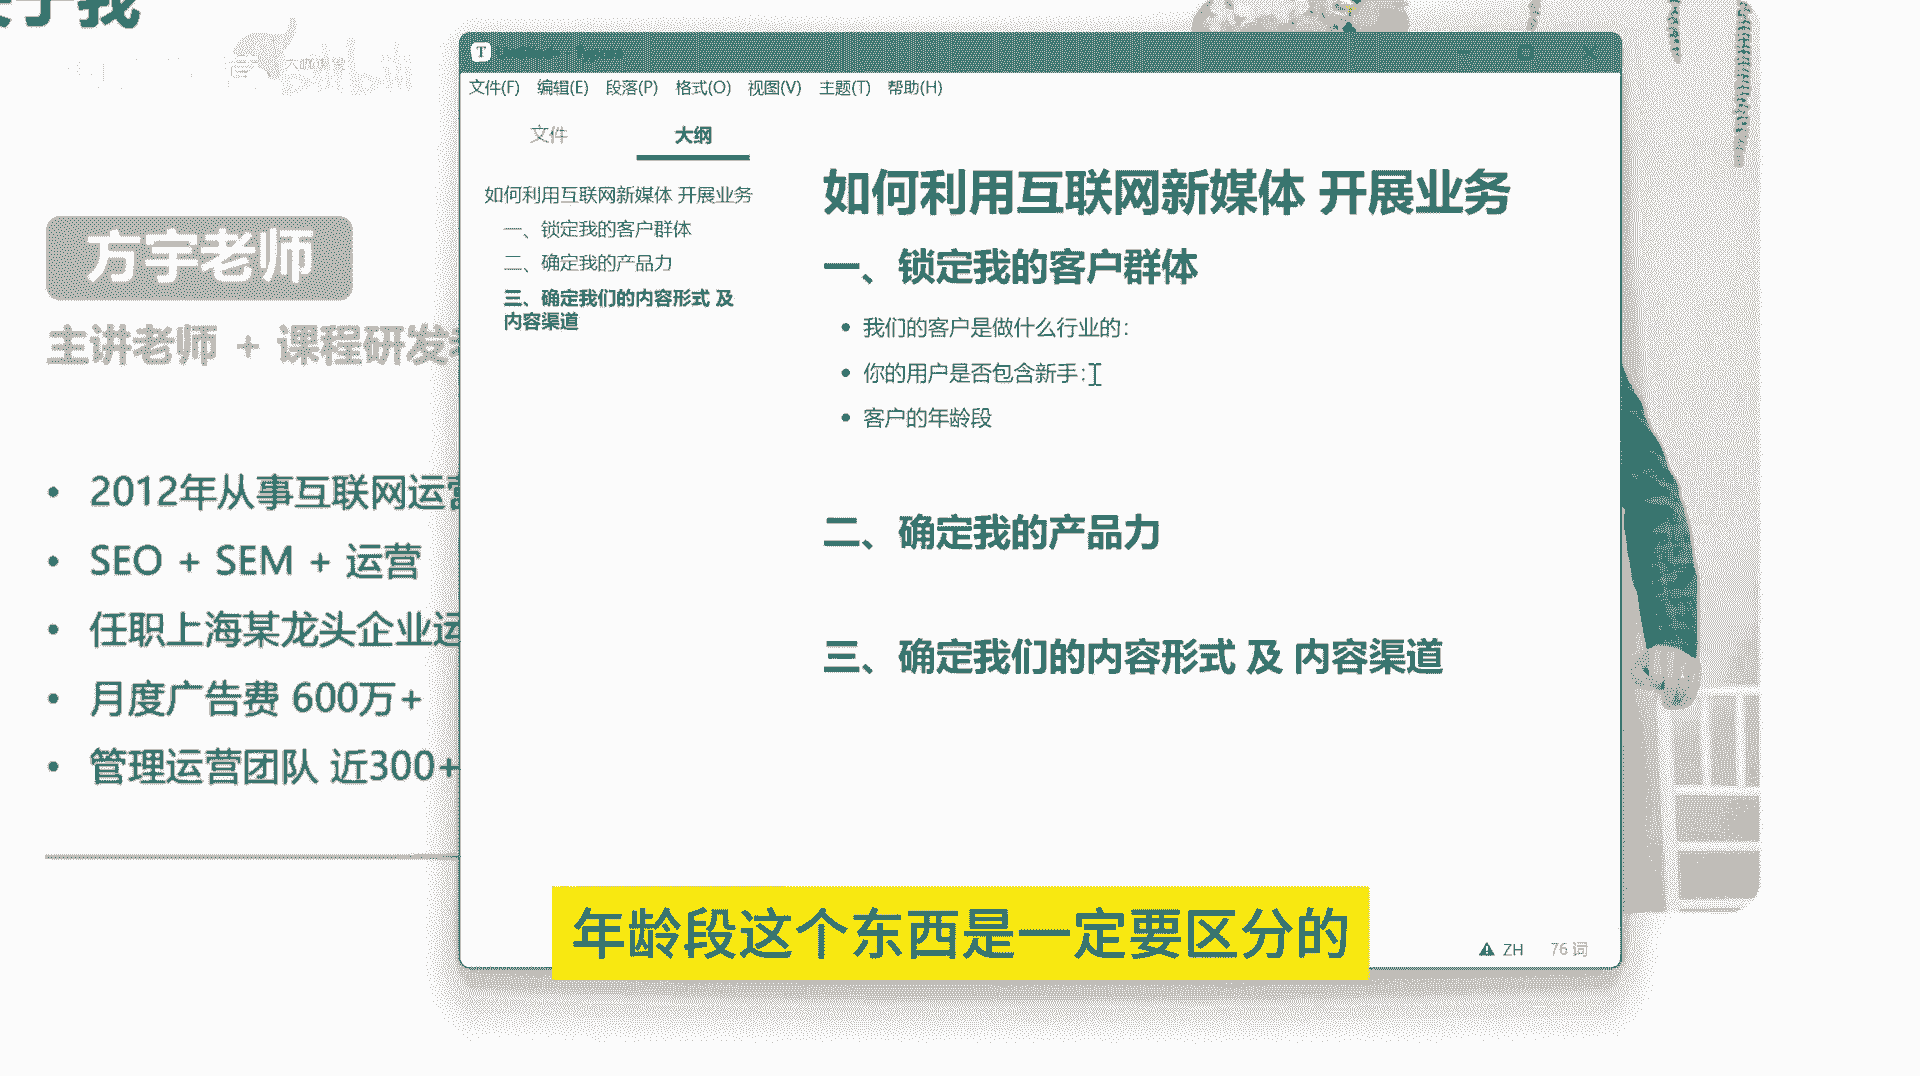 方宇老师
主讲老师 + 课程研发
2012年从事互联网运营
SEO + SEM + 运营
任职上海某龙头企业运
月度广告费 600万+
管理运营团队 近300+
文件(F) 编辑(E) 段落(P) 格式(O) 视图(V) 主题(T) 帮助(H)
文件 大纲
如何利用互联网新媒体 开展业务
一、锁定我的客户群体
二、确定我的产品力
三、确定我们的内容形式 及
内容渠道
如何利用互联网新媒体 开展业务
一、锁定我的客户群体
我们的客户是做什么行业的：
你的用户是否包含新手：
客户的年龄段
二、确定我的产品力
三、确定我们的内容形式 及 内容渠道
ZH 76 词
年龄段这个东西是一定要区分的